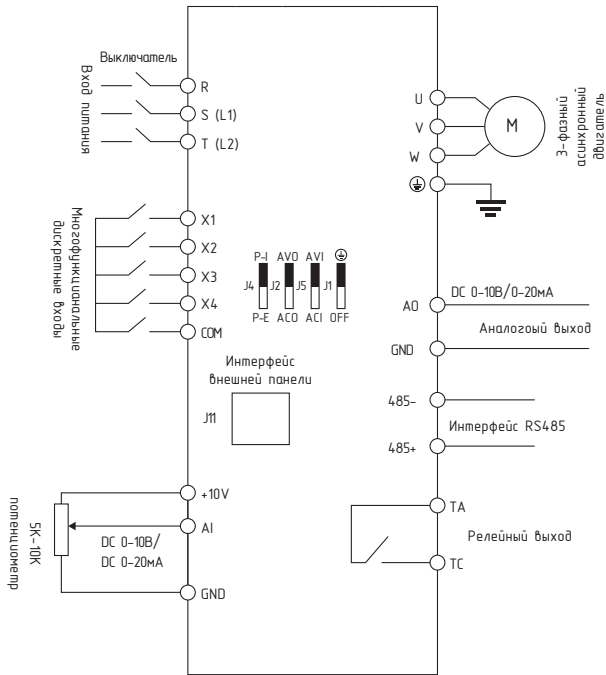 Выключатель
Вход питания
R
S (L1)
T (L2)
U
V
W
M
3-фазный
асинхронный
двигатель
Многофункциональные
дискретные входы
X1
X2
X3
X4
COM
P-I AVO AVI
J4 J2 J5 J1
P-E ACO ACI OFF
Интерфейс
внешней панели
J11
AO
DC 0-10В/0-20мА
Аналогоый выход
GND
485-
Интерфейс RS485
485+
+10V
AI
DC 0-10В/
DC 0-20мА
GND
5К-10К
потенциометр
TA
Релейный выход
TC